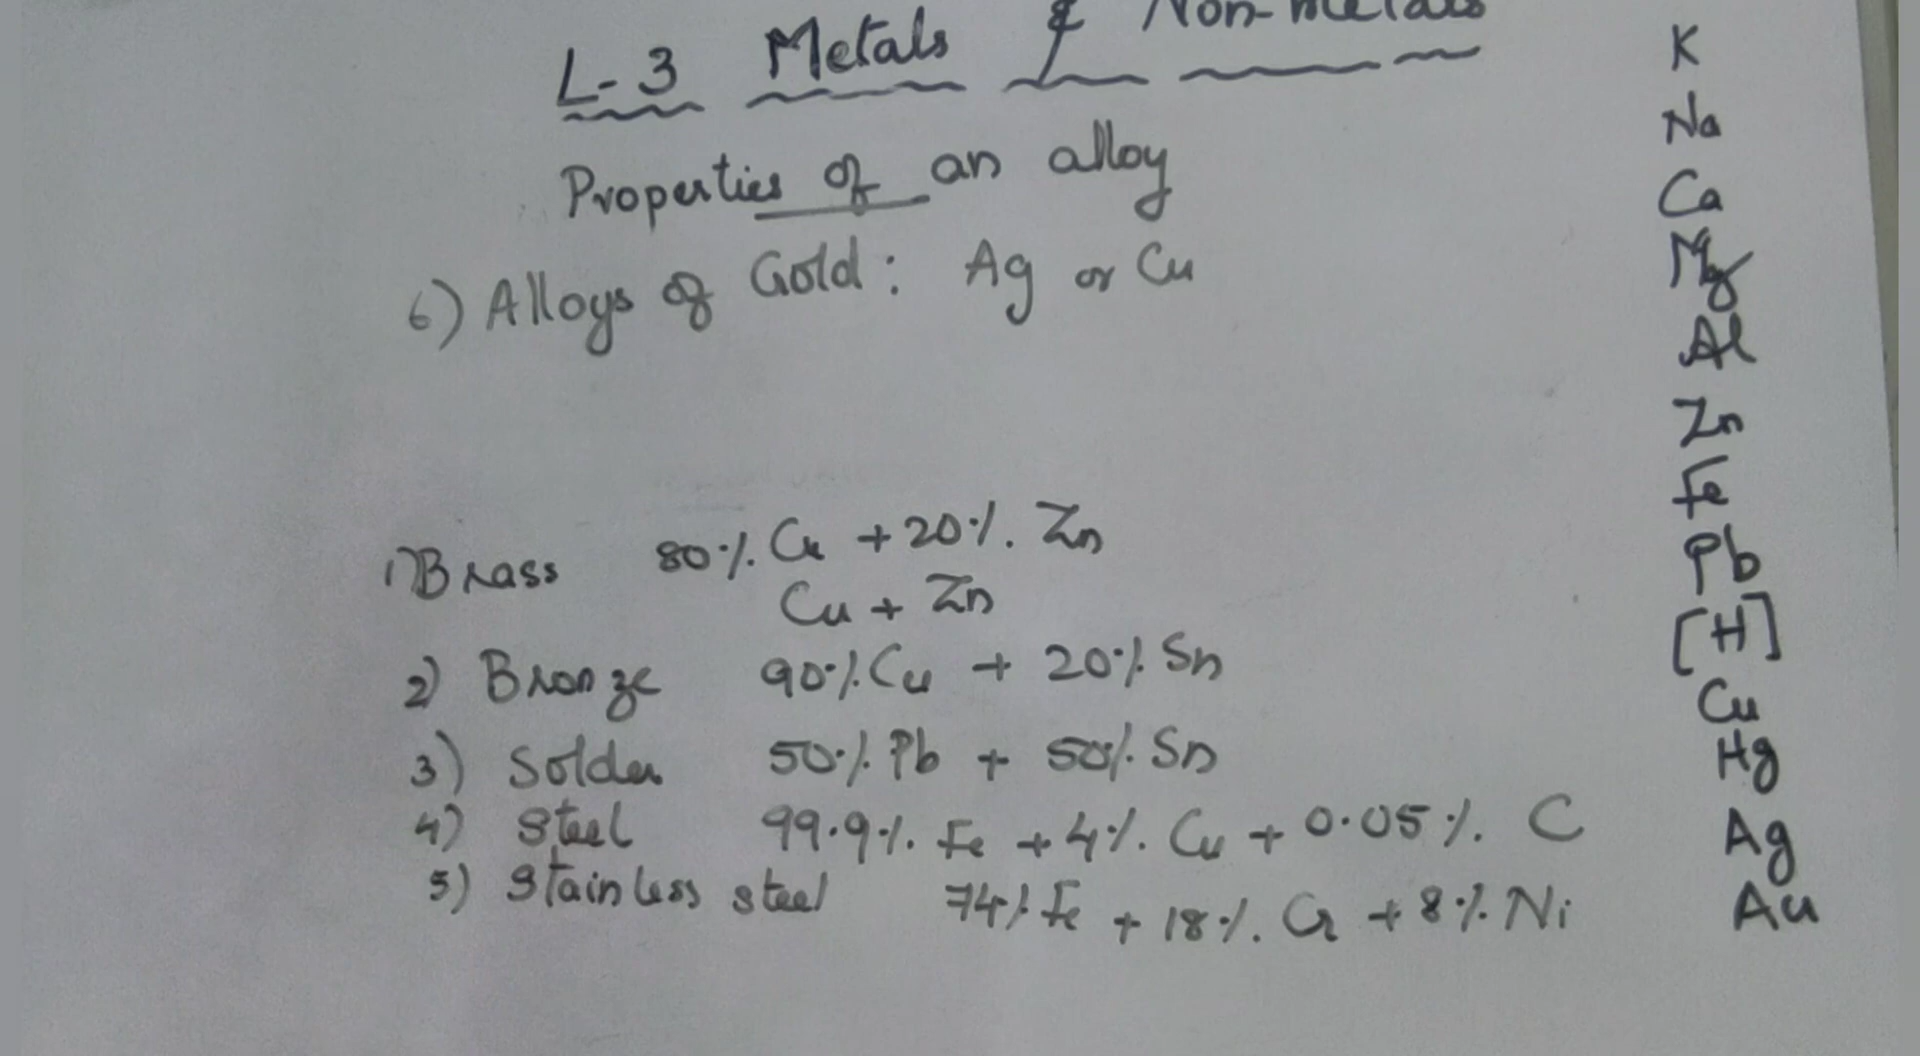 L-3 Metals & Non-metals
Properties of an alloy
6) Alloys of Gold: Ag or Cu
1) Brass 80% Cu + 20% Zn
Cu + Zn
2) Bronze 90% Cu + 20% Sn
3) Solder 50% Pb + 50% Sn
4) Steel 99.9% Fe + 4% Cu + 0.05% C
5) Stainless steel 74% Fe + 18% Cr + 8% Ni
K
Na
Ca
Mg
Al
Zn
Fe
Pb
[H]
Cu
Hg
Ag
Au